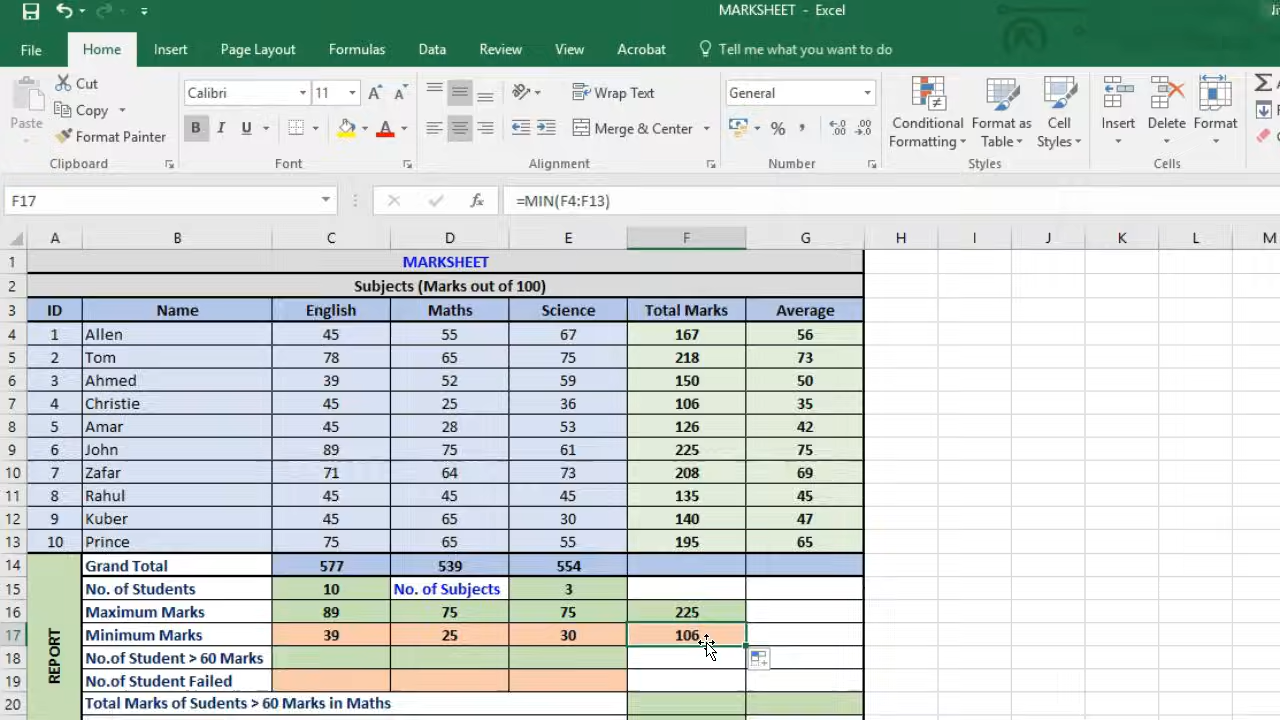 MARKSHEET - Excel
File Home Insert Page Layout Formulas Data Review View Acrobat Tell me what you want to do
Paste Cut Copy Format Painter
Calibri 11 A A B I U A
Wrap Text Merge & Center
General % ,
Conditional Formatting Format as Table Cell Styles Insert Delete Format
Clipboard Font Alignment Number Styles Cells
F17 fx =MIN(F4:F13)
A B C D E F G H I J K L M
1 MARKSHEET
2 Subjects (Marks out of 100)
3 ID Name English Maths Science Total Marks Average
4 1 Allen 45 55 67 167 56
5 2 Tom 78 65 75 218 73
6 3 Ahmed 39 52 59 150 50
7 4 Christie 45 25 36 106 35
8 5 Amar 45 28 53 126 42
9 6 John 89 75 61 225 75
10 7 Zafar 71 64 73 208 69
11 8 Rahul 45 45 45 135 45
12 9 Kuber 45 65 30 140 47
13 10 Prince 75 65 55 195 65
14 Grand Total 577 539 554
15 No. of Students 10 No. of Subjects 3
16 Maximum Marks 89 75 75 225
17 Minimum Marks 39 25 30 106
18 No.of Student > 60 Marks
19 No.of Student Failed
20 Total Marks of Sudents > 60 Marks in Maths
REPORT